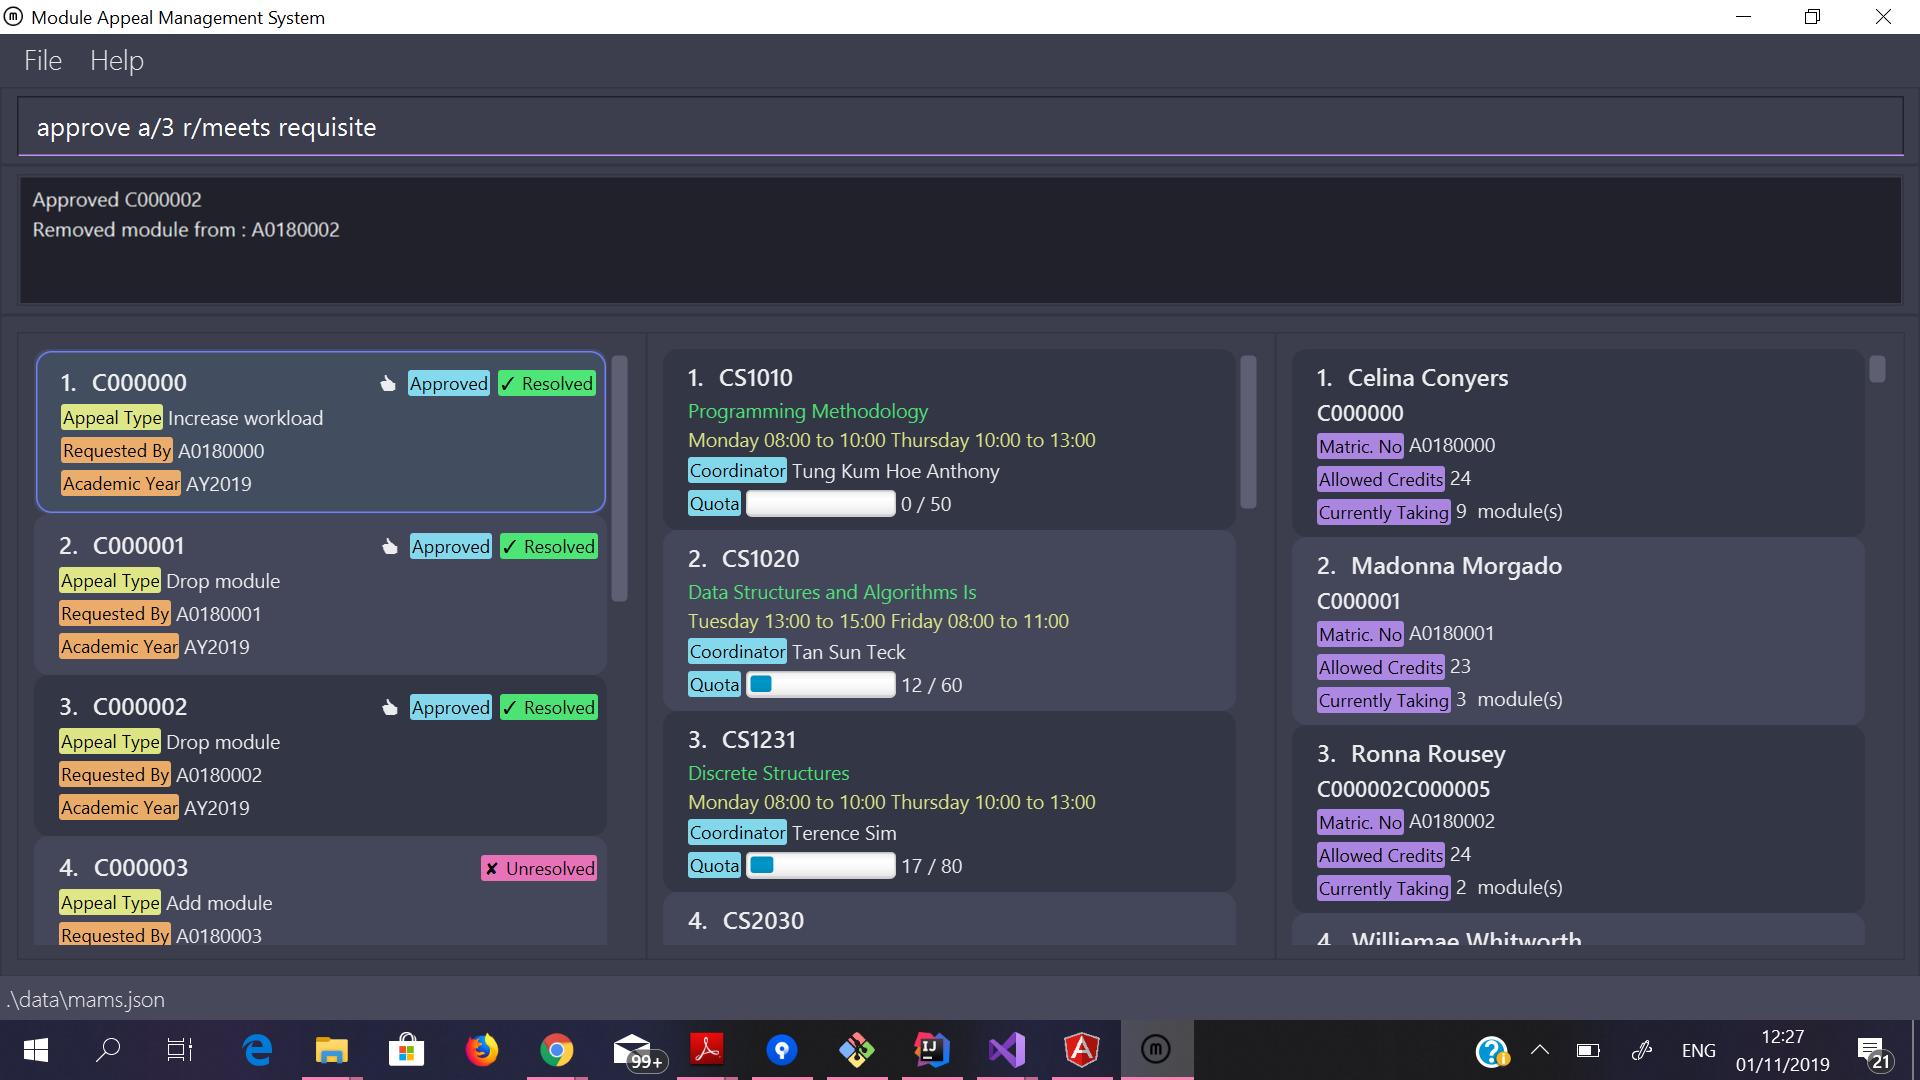 Module Appeal Management System
File Help
approve a/3 r/meets requisite
Approved C000002
Removed module from : A0180002
1. C000000 Approved ✓ Resolved
Appeal Type Increase workload
Requested By A0180000
Academic Year AY2019
2. C000001 Approved ✓ Resolved
Appeal Type Drop module
Requested By A0180001
Academic Year AY2019
3. C000002 Approved ✓ Resolved
Appeal Type Drop module
Requested By A0180002
Academic Year AY2019
4. C000003 ✘ Unresolved
Appeal Type Add module
Requested By A0180003
1. CS1010
Programming Methodology
Monday 08:00 to 10:00 Thursday 10:00 to 13:00
Coordinator Tung Kum Hoe Anthony
Quota 0 / 50
2. CS1020
Data Structures and Algorithms Is
Tuesday 13:00 to 15:00 Friday 08:00 to 11:00
Coordinator Tan Sun Teck
Quota 12 / 60
3. CS1231
Discrete Structures
Monday 08:00 to 10:00 Thursday 10:00 to 13:00
Coordinator Terence Sim
Quota 17 / 80
4. CS2030
1. Celina Conyers
C000000
Matric. No A0180000
Allowed Credits 24
Currently Taking 9 module(s)
2. Madonna Morgado
C000001
Matric. No A0180001
Allowed Credits 23
Currently Taking 3 module(s)
3. Ronna Rousey
C000002C000005
Matric. No A0180002
Allowed Credits 24
Currently Taking 2 module(s)
4. Williemae Whitworth
.\data\mams.json
99+
IJ
m
ENG
12:27
01/11/2019
21